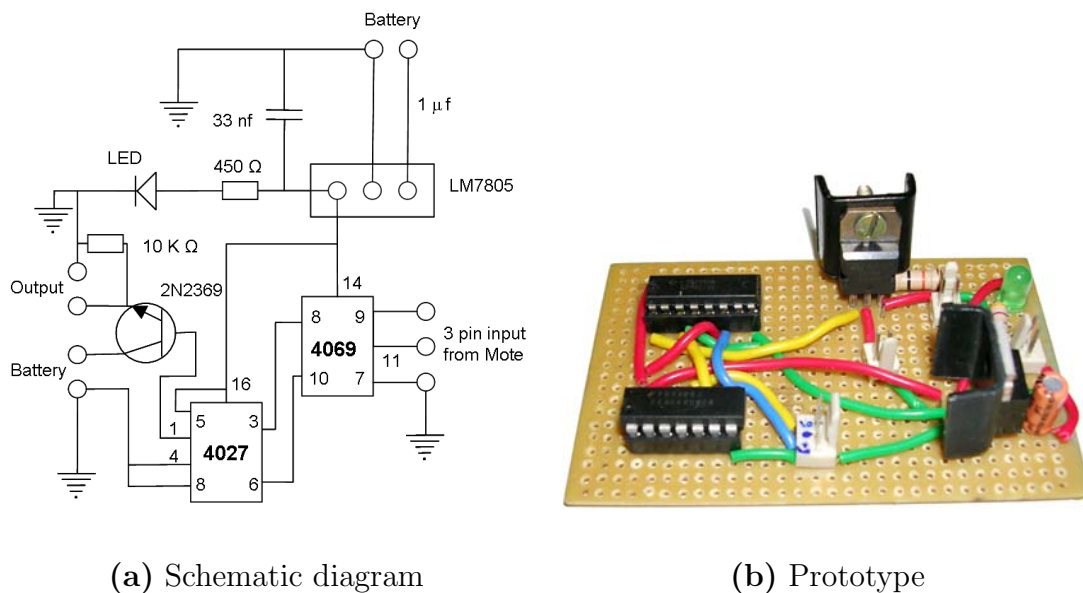 Battery
33 nf
1 μf
LED
450 Ω
LM7805
10 K Ω
Output
2N2369
14
8
9
3 pin input
from Mote
4069
11
10
7
Battery
16
5
3
1
4027
4
8
6
(a) Schematic diagram
(b) Prototype